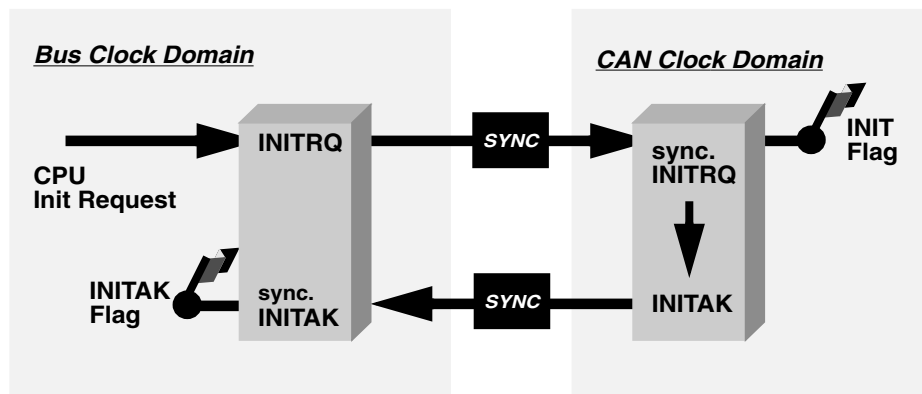 Bus Clock Domain
CAN Clock Domain
INITRQ
SYNC
sync.
INITRQ
INIT
Flag
CPU
Init Request
INITAK
Flag
sync.
INITAK
SYNC
INITAK